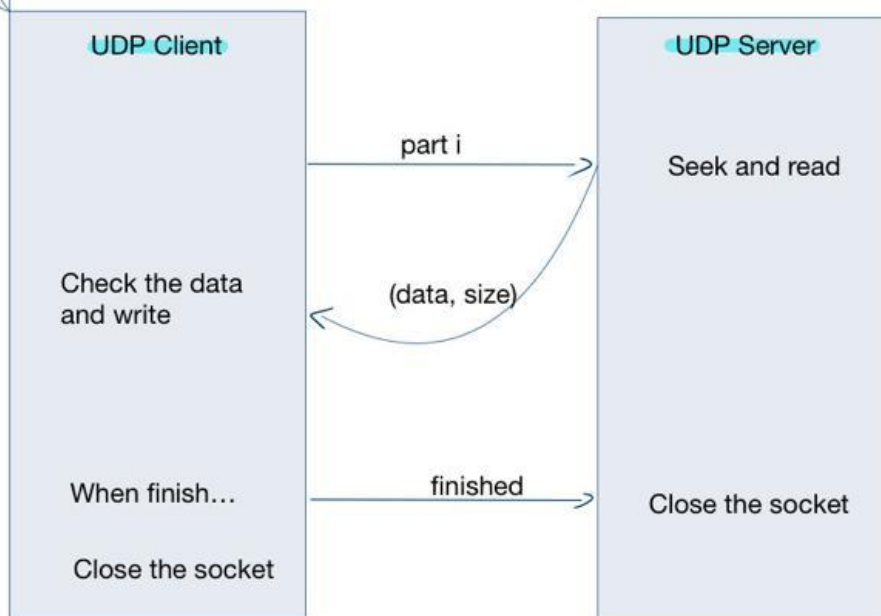 UDP Client
UDP Server
part i
Seek and read
Check the data
and write
(data, size)
When finish...
finished
Close the socket
Close the socket